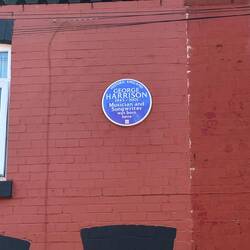 GEORGE
HARRISON
1943 - 2001
Musician and
Songwriter
was born
here